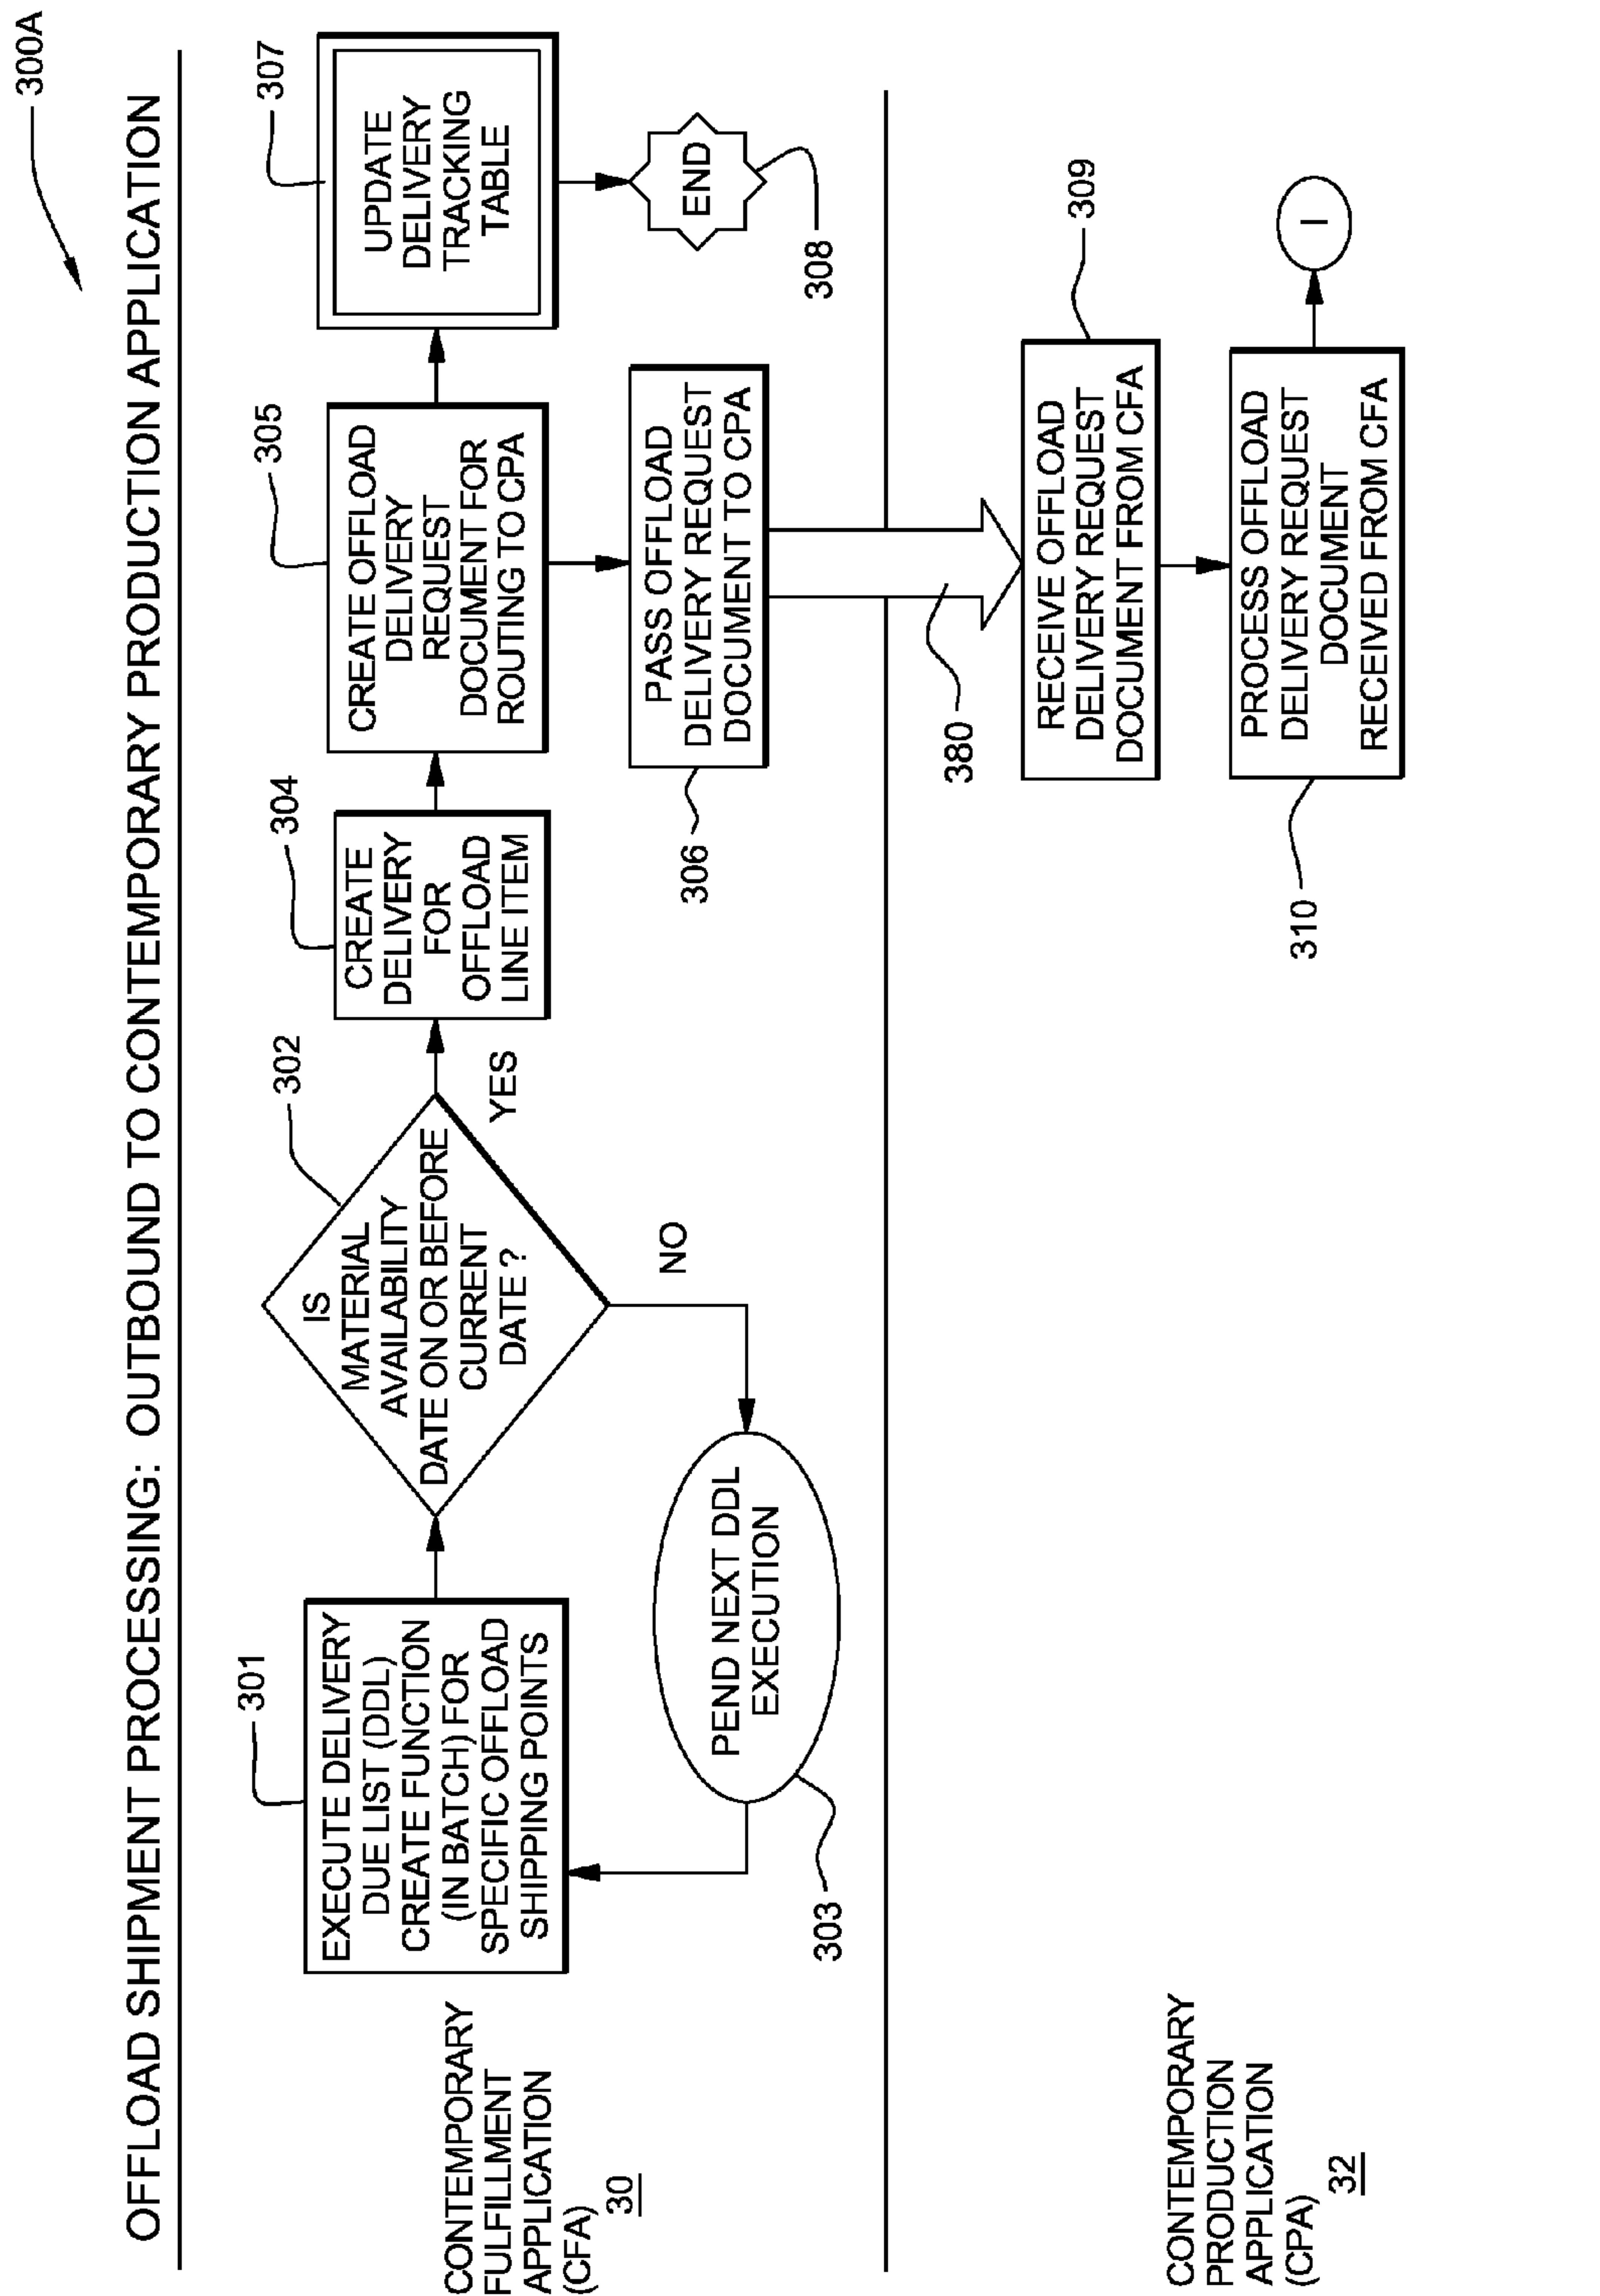 300A
OFFLOAD SHIPMENT PROCESSING: OUTBOUND TO CONTEMPORARY PRODUCTION APPLICATION
CONTEMPORARY
FULFILLMENT
APPLICATION
(CFA)
30
301
EXECUTE DELIVERY
DUE LIST (DDL)
CREATE FUNCTION
(IN BATCH) FOR
SPECIFIC OFFLOAD
SHIPPING POINTS
302
IS
MATERIAL
AVAILABILITY
DATE ON OR BEFORE
CURRENT
DATE ?
YES
NO
PEND NEXT DDL
EXECUTION
303
304
CREATE
DELIVERY
FOR
OFFLOAD
LINE ITEM
305
CREATE OFFLOAD
DELIVERY
REQUEST
DOCUMENT FOR
ROUTING TO CPA
306
PASS OFFLOAD
DELIVERY REQUEST
DOCUMENT TO CPA
307
UPDATE
DELIVERY
TRACKING
TABLE
END
308
380
CONTEMPORARY
PRODUCTION
APPLICATION
(CPA)
32
309
RECEIVE OFFLOAD
DELIVERY REQUEST
DOCUMENT FROM CFA
310
PROCESS OFFLOAD
DELIVERY REQUEST
DOCUMENT
RECEIVED FROM CFA
I